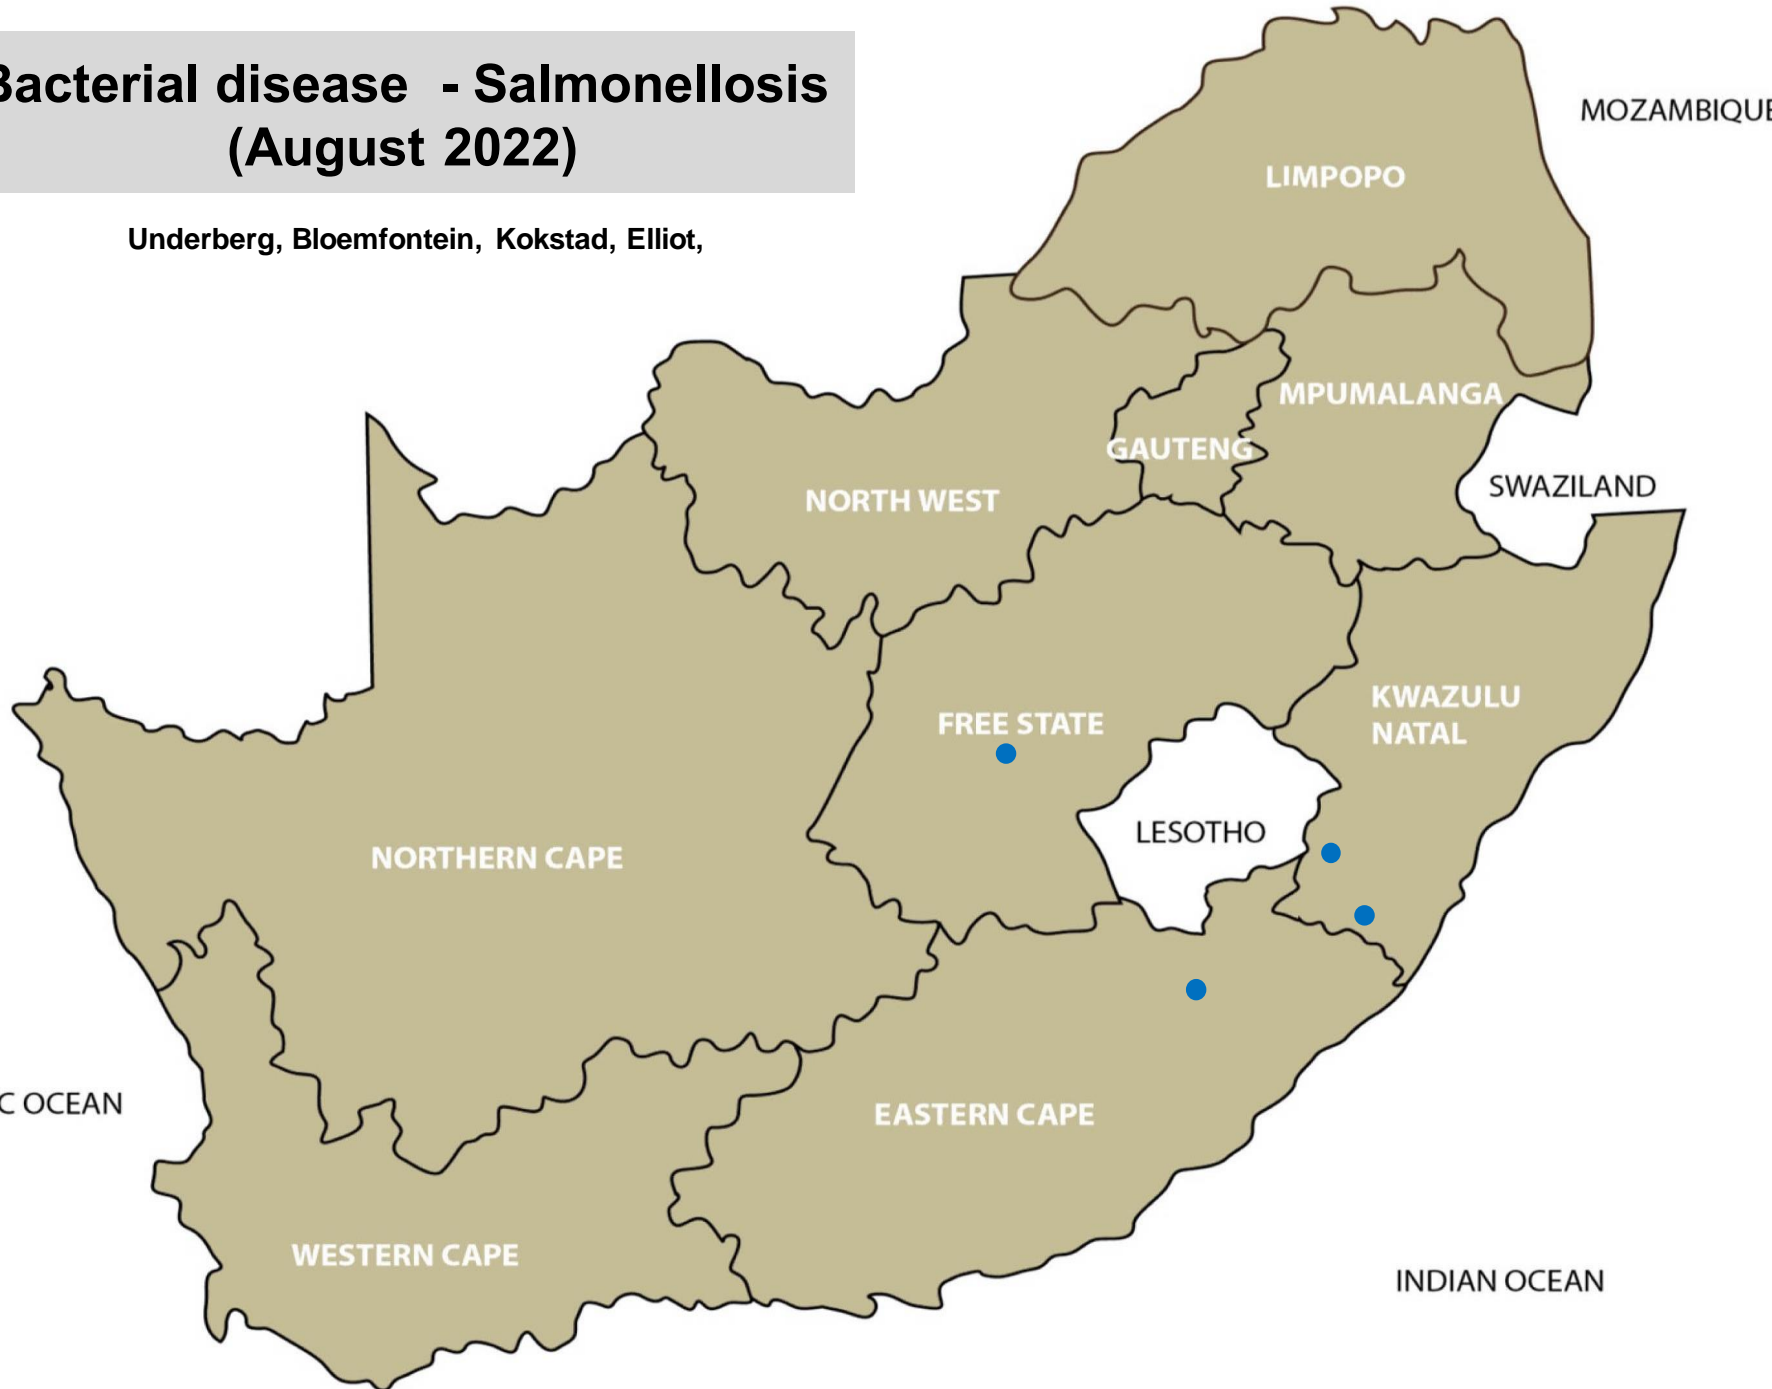 Bacterial disease - Salmonellosis
(August 2022)
Underberg, Bloemfontein, Kokstad, Elliot,
MOZAMBIQUE
LIMPOPO
MPUMALANGA
GAUTENG
SWAZILAND
NORTH WEST
KWAZULU
NATAL
FREE STATE
LESOTHO
NORTHERN CAPE
C OCEAN
EASTERN CAPE
WESTERN CAPE
INDIAN OCEAN